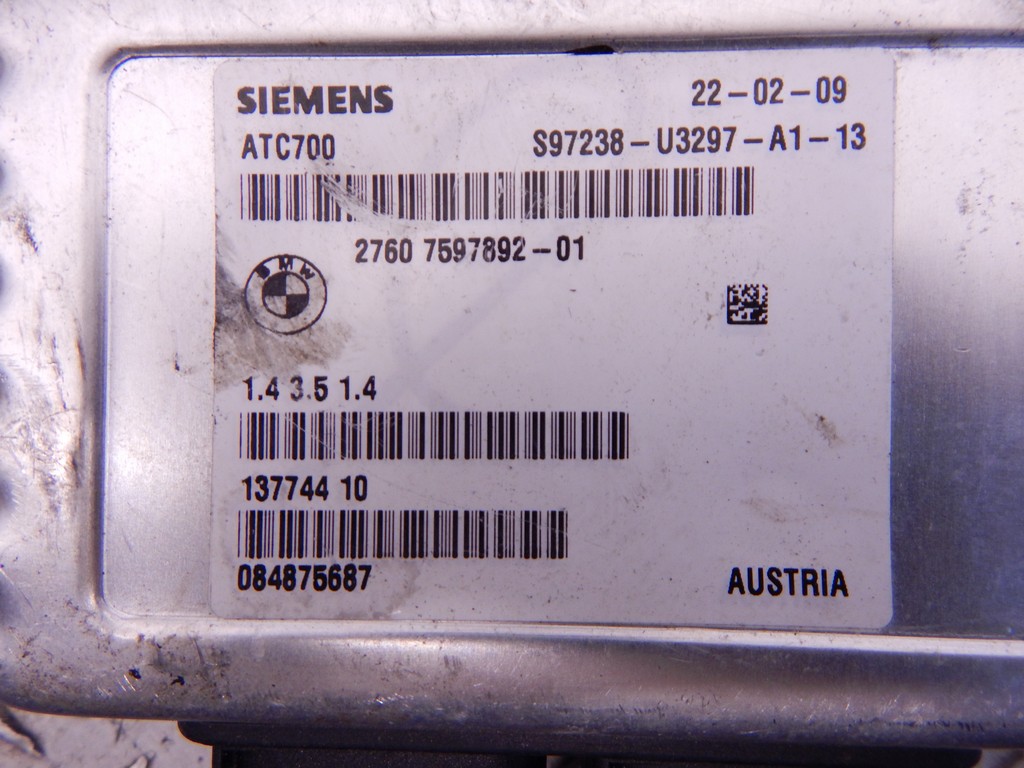 SIEMENS 22-02-09
ATC700 S97238-U3297-A1-13
2760 7597892-01
BMW
1.4 3.5 1.4
137744 10
084875687 AUSTRIA